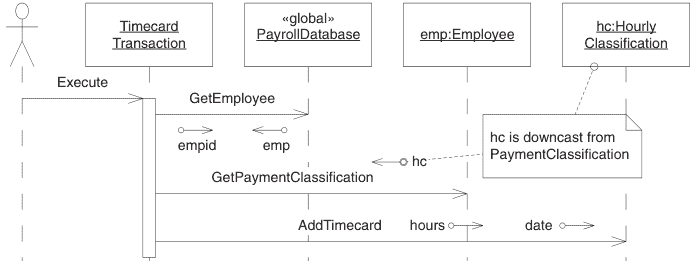 Timecard
Transaction
«global»
PayrollDatabase
emp:Employee
hc:Hourly
Classification
Execute
GetEmployee
empid
emp
hc
hc is downcast from
PaymentClassification
GetPaymentClassification
AddTimecard
hours
date